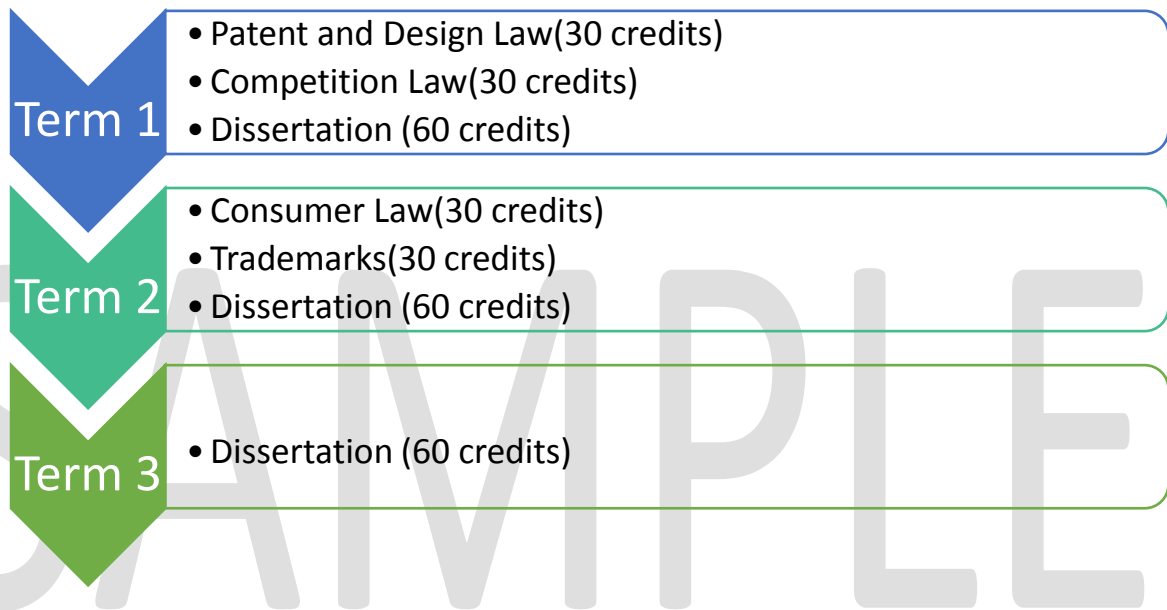 Term 1
• Patent and Design Law(30 credits)
• Competition Law(30 credits)
• Dissertation (60 credits)
Term 2
• Consumer Law(30 credits)
• Trademarks(30 credits)
• Dissertation (60 credits)
Term 3
• Dissertation (60 credits)
SAMPLE